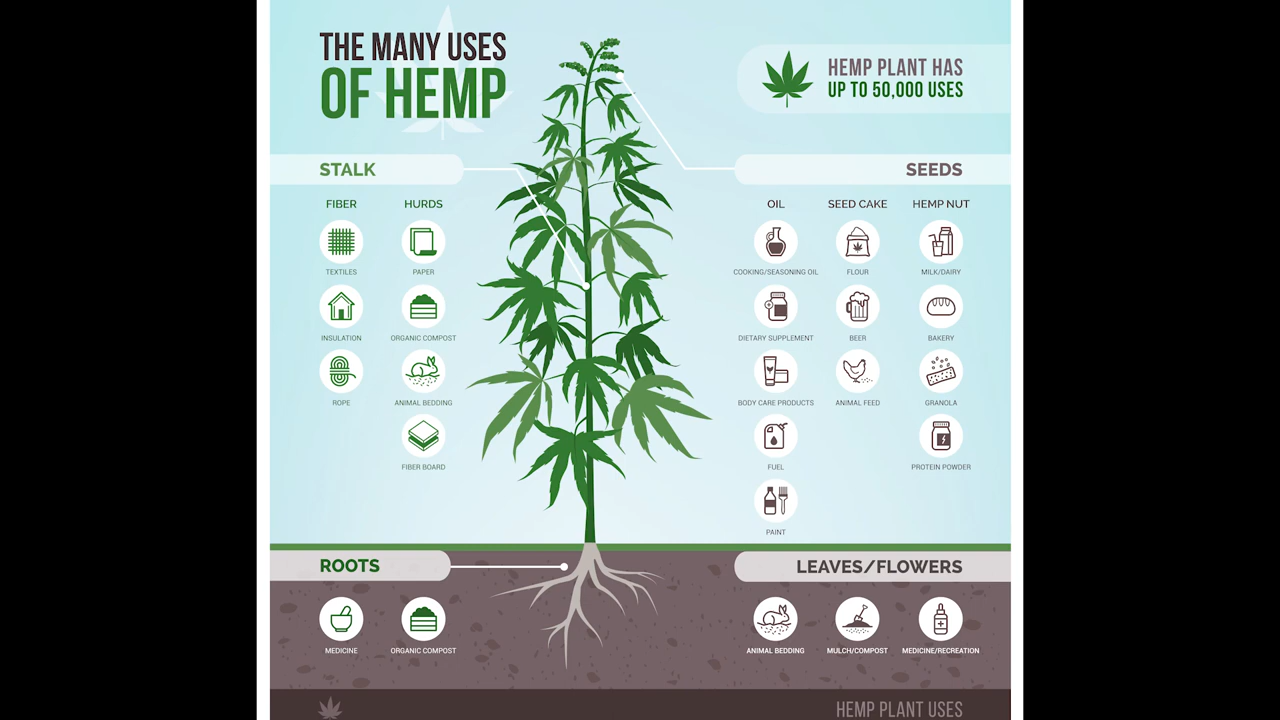 THE MANY USES
OF HEMP
HEMP PLANT HAS
UP TO 50,000 USES
STALK
FIBER
HURDS
TEXTILES
PAPER
INSULATION
ORGANIC COMPOST
ROPE
ANIMAL BEDDING
FIBER BOARD
SEEDS
OIL
SEED CAKE
HEMP NUT
COOKING/SEASONING OIL
FLOUR
MILK/DAIRY
DIETARY SUPPLEMENT
BEER
BAKERY
BODY CARE PRODUCTS
ANIMAL FEED
GRANOLA
FUEL
PROTEIN POWDER
PAINT
ROOTS
MEDICINE
ORGANIC COMPOST
LEAVES/FLOWERS
ANIMAL BEDDING
MULCH/COMPOST
MEDICINE/RECREATION
HEMP PLANT USES